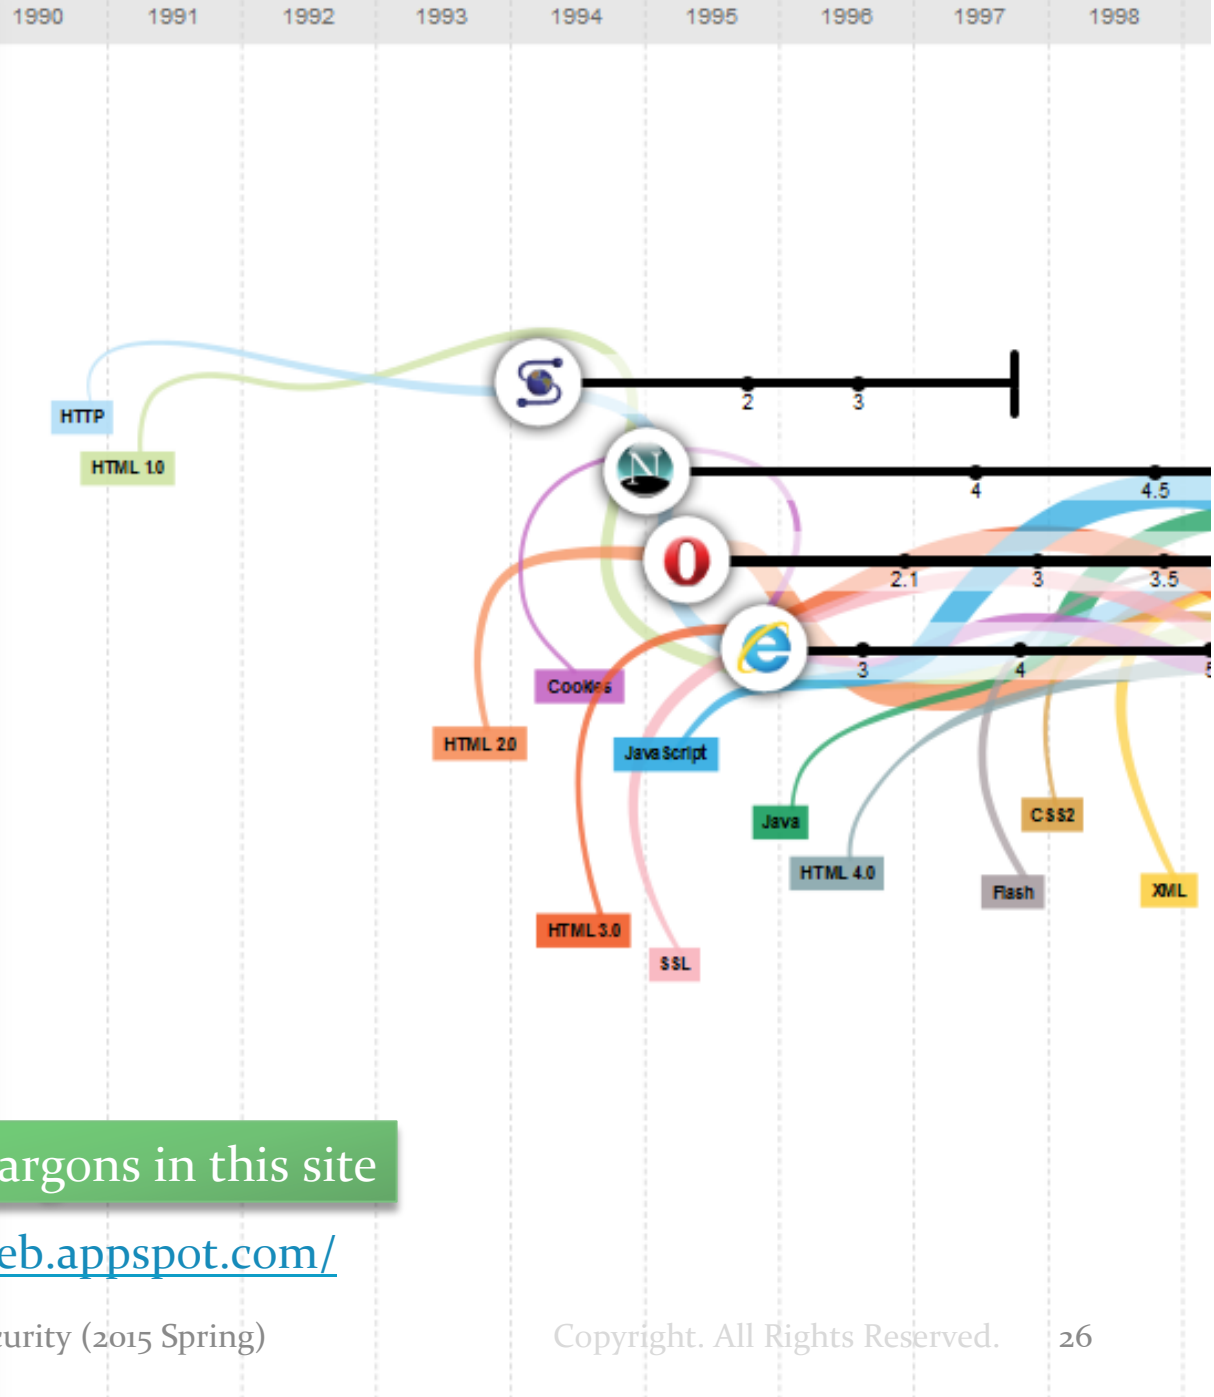 1990 1991 1992 1993 1994 1995 1996 1997 1998
2 3
HTTP
HTML 1.0
N
4 4.5
O
2.1 3 3.5
e
3 4 5
Cookies
HTML 2.0
JavaScript
Java
CSS2
HTML 4.0
Flash
XML
HTML 3.0
SSL
argons in this site
eb.appspot.com/
curity (2015 Spring) Copyright. All Rights Reserved. 26